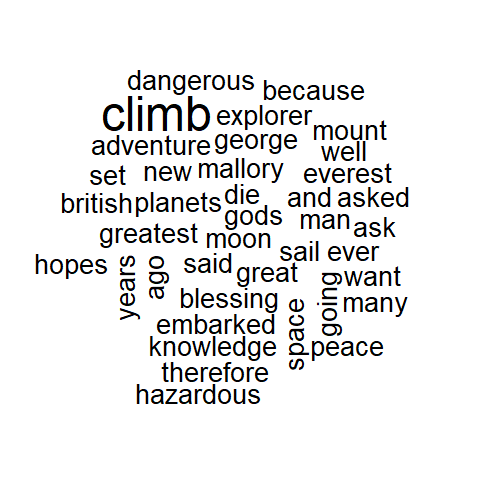 dangerous because
climb explorer
mount
adventure george
well
set new mallory everest
british planets die and asked
gods man ask
greatest moon
sail ever
hopes years ago said great want
blessing space going many
embarked
knowledge peace
therefore
hazardous